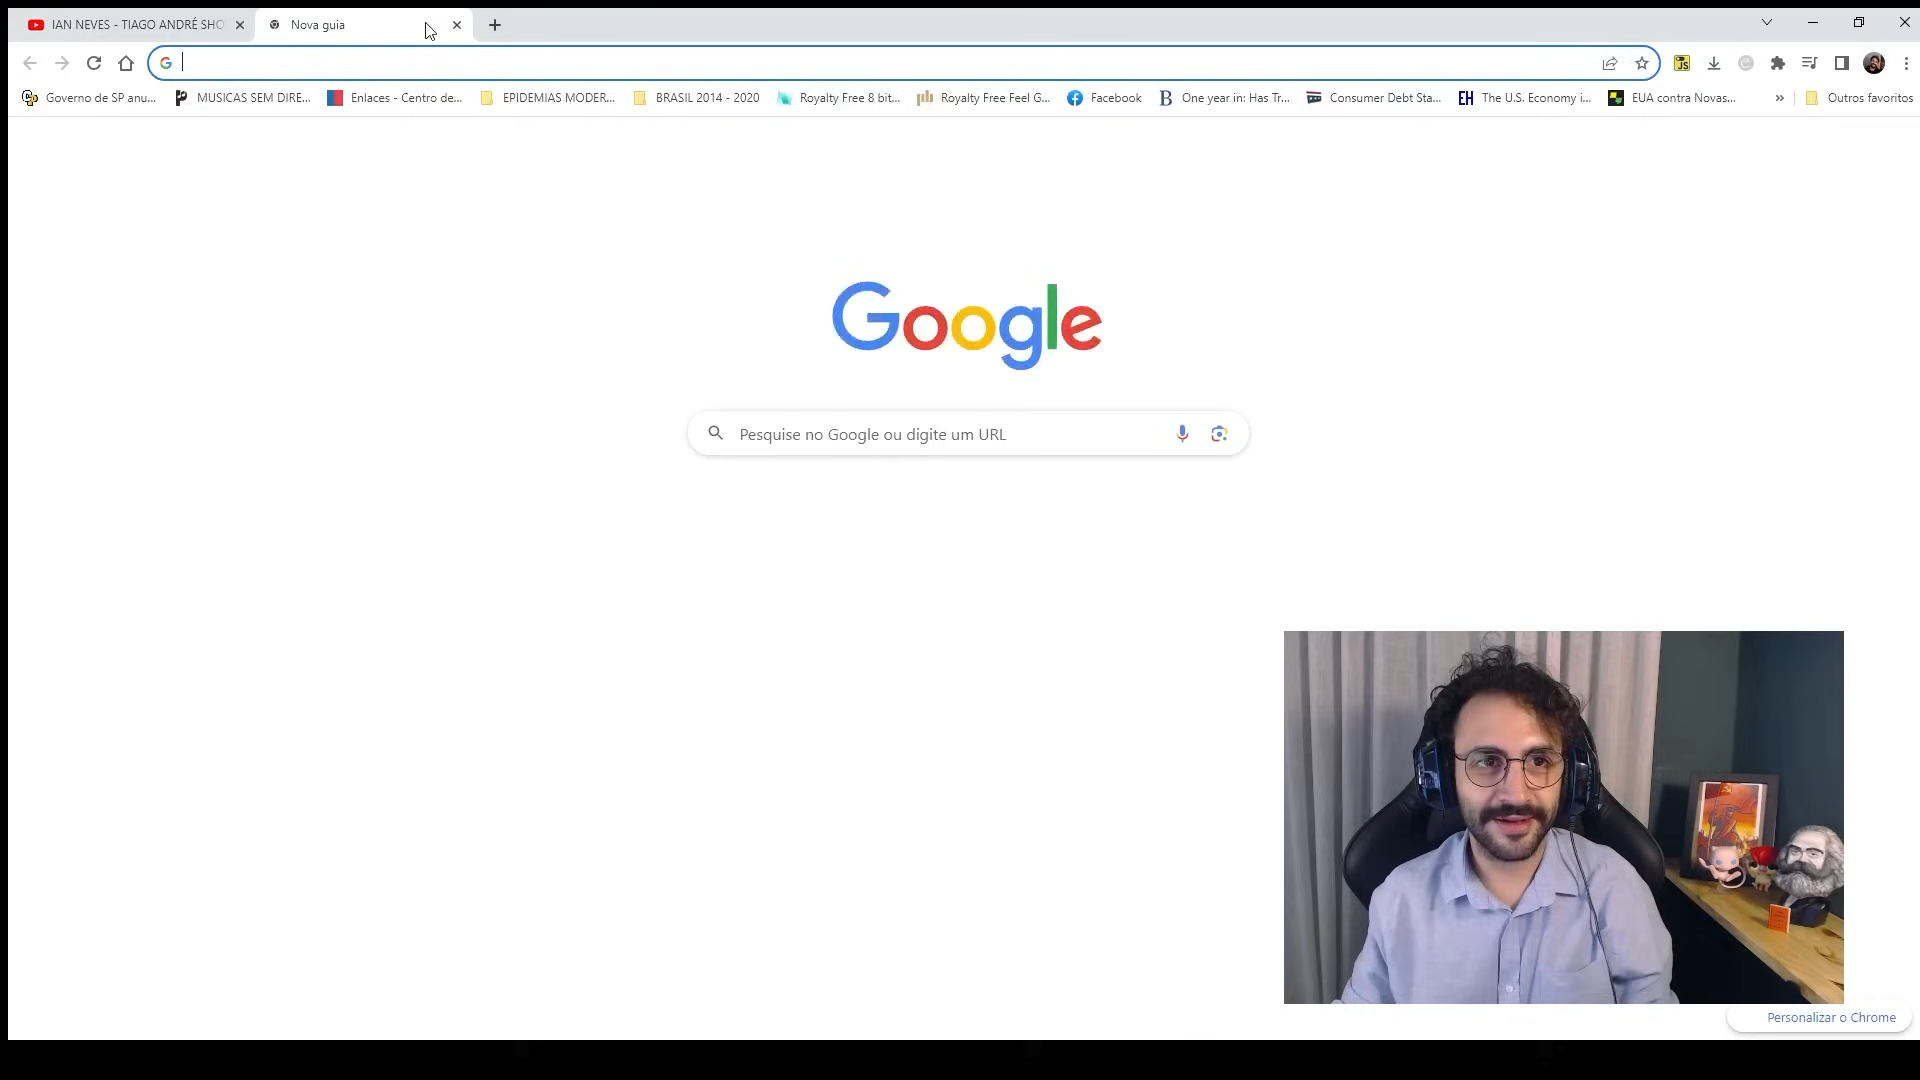 IAN NEVES - TIAGO ANDRÉ SHO
Nova guia
Governo de SP anu...
MUSICAS SEM DIRE...
Enlaces - Centro de...
EPIDEMIAS MODER...
BRASIL 2014 - 2020
Royalty Free 8 bit...
Royalty Free Feel G...
Facebook
One year in: Has Tr...
Consumer Debt Sta...
EH The U.S. Economy i...
EUA contra Novas...
Outros favoritos
Google
Pesquise no Google ou digite um URL
Personalizar o Chrome